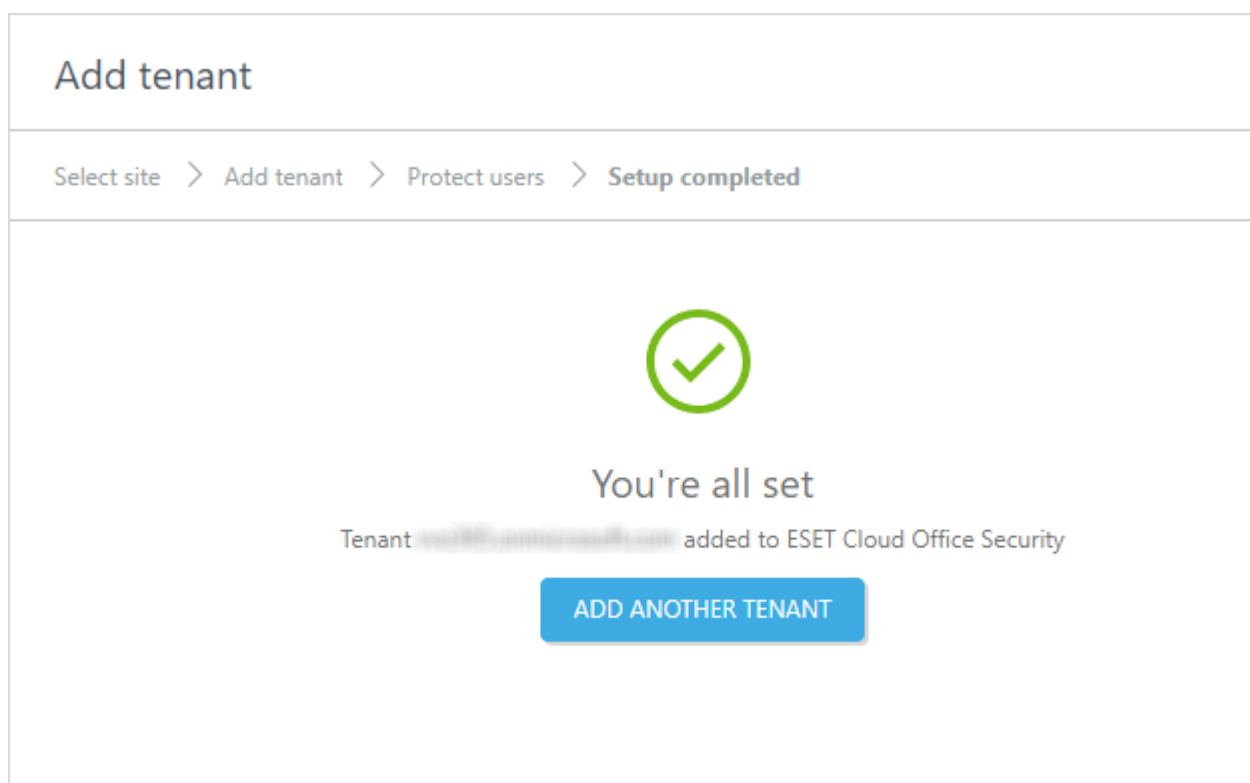 Add tenant
Select site > Add tenant > Protect users > Setup completed
You're all set
Tenant added to ESET Cloud Office Security
ADD ANOTHER TENANT